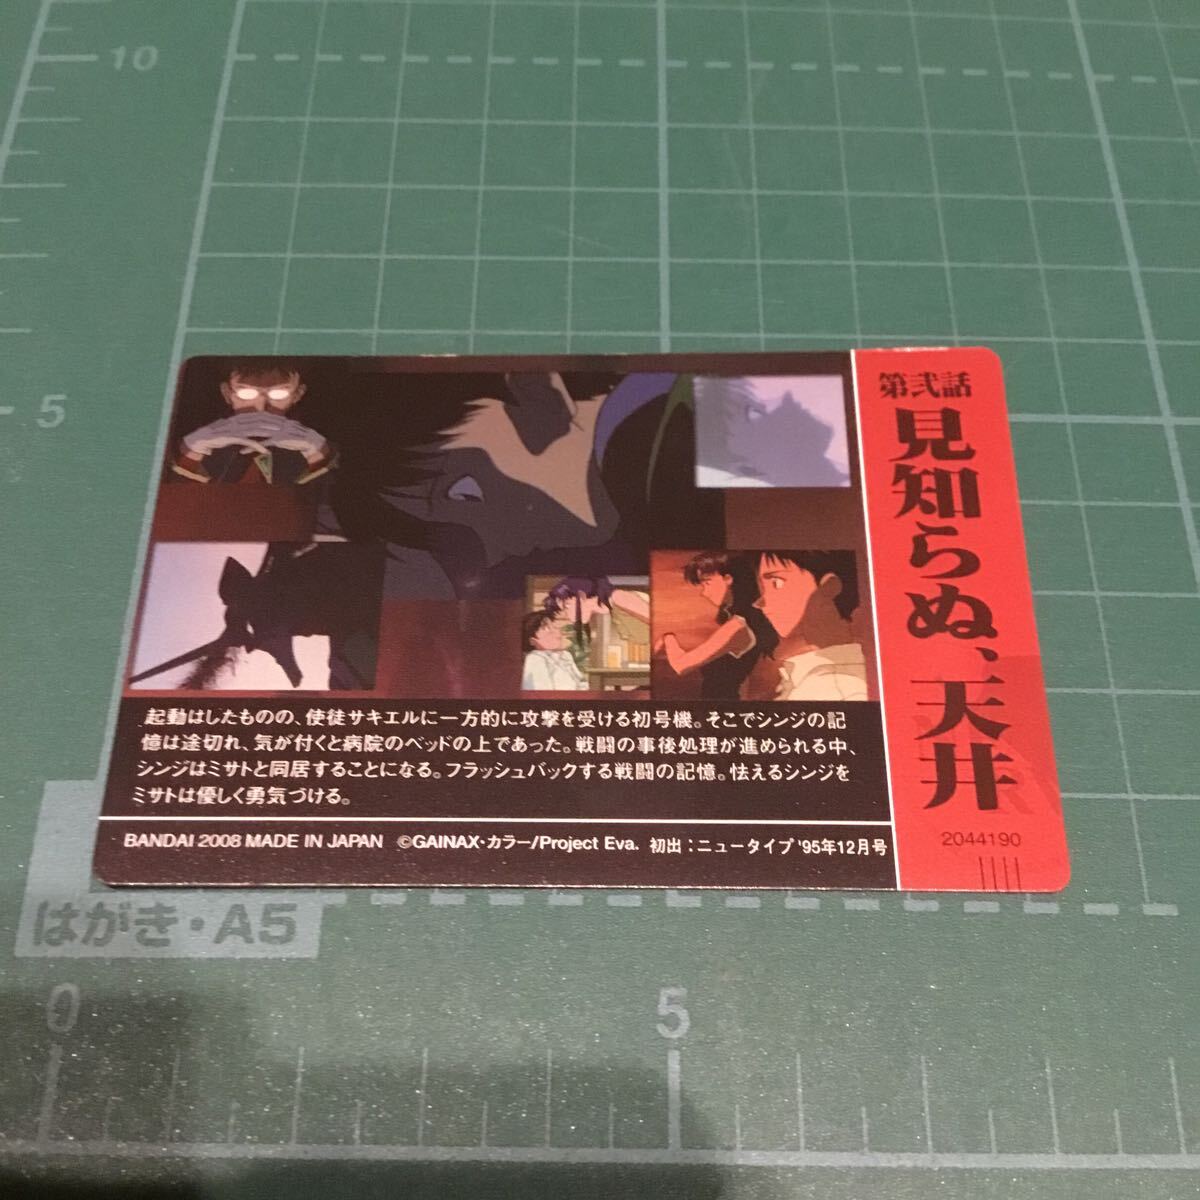 10
5
第弐話
見知らぬ、天井
起動はしたものの、使徒サキエルに一方的に攻撃を受ける初号機。そこでシンジの記
憶は途切れ、気が付くと病院のベッドの上であった。戦闘の事後処理が進められる中、
シンジはミサトと同居することになる。フラッシュバックする戦闘の記憶。怯えるシンジを
ミサトは優しく勇気づける。
BANDAI 2008 MADE IN JAPAN ©GAINAX・カラー/Project Eva. 初出：ニュータイプ '95年12月号
2044190
はがき・A5
0 5